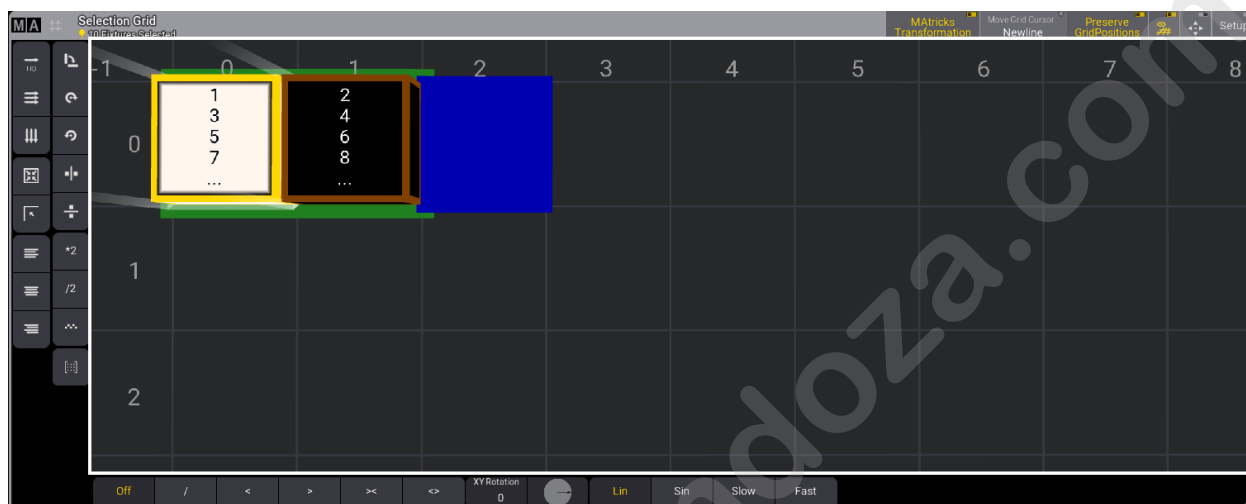 MA Selection Grid
10 Fixtures Selected
MAtricks Transformation
Move Grid Cursor Newline
Preserve GridPositions
Setup
-1 0 1 2 3 4 5 6 7 8
0
1
3
5
7
...
2
4
6
8
...
1
2
*2
/2
Off / < > >< <> XY Rotation 0 Lin Sin Slow Fast